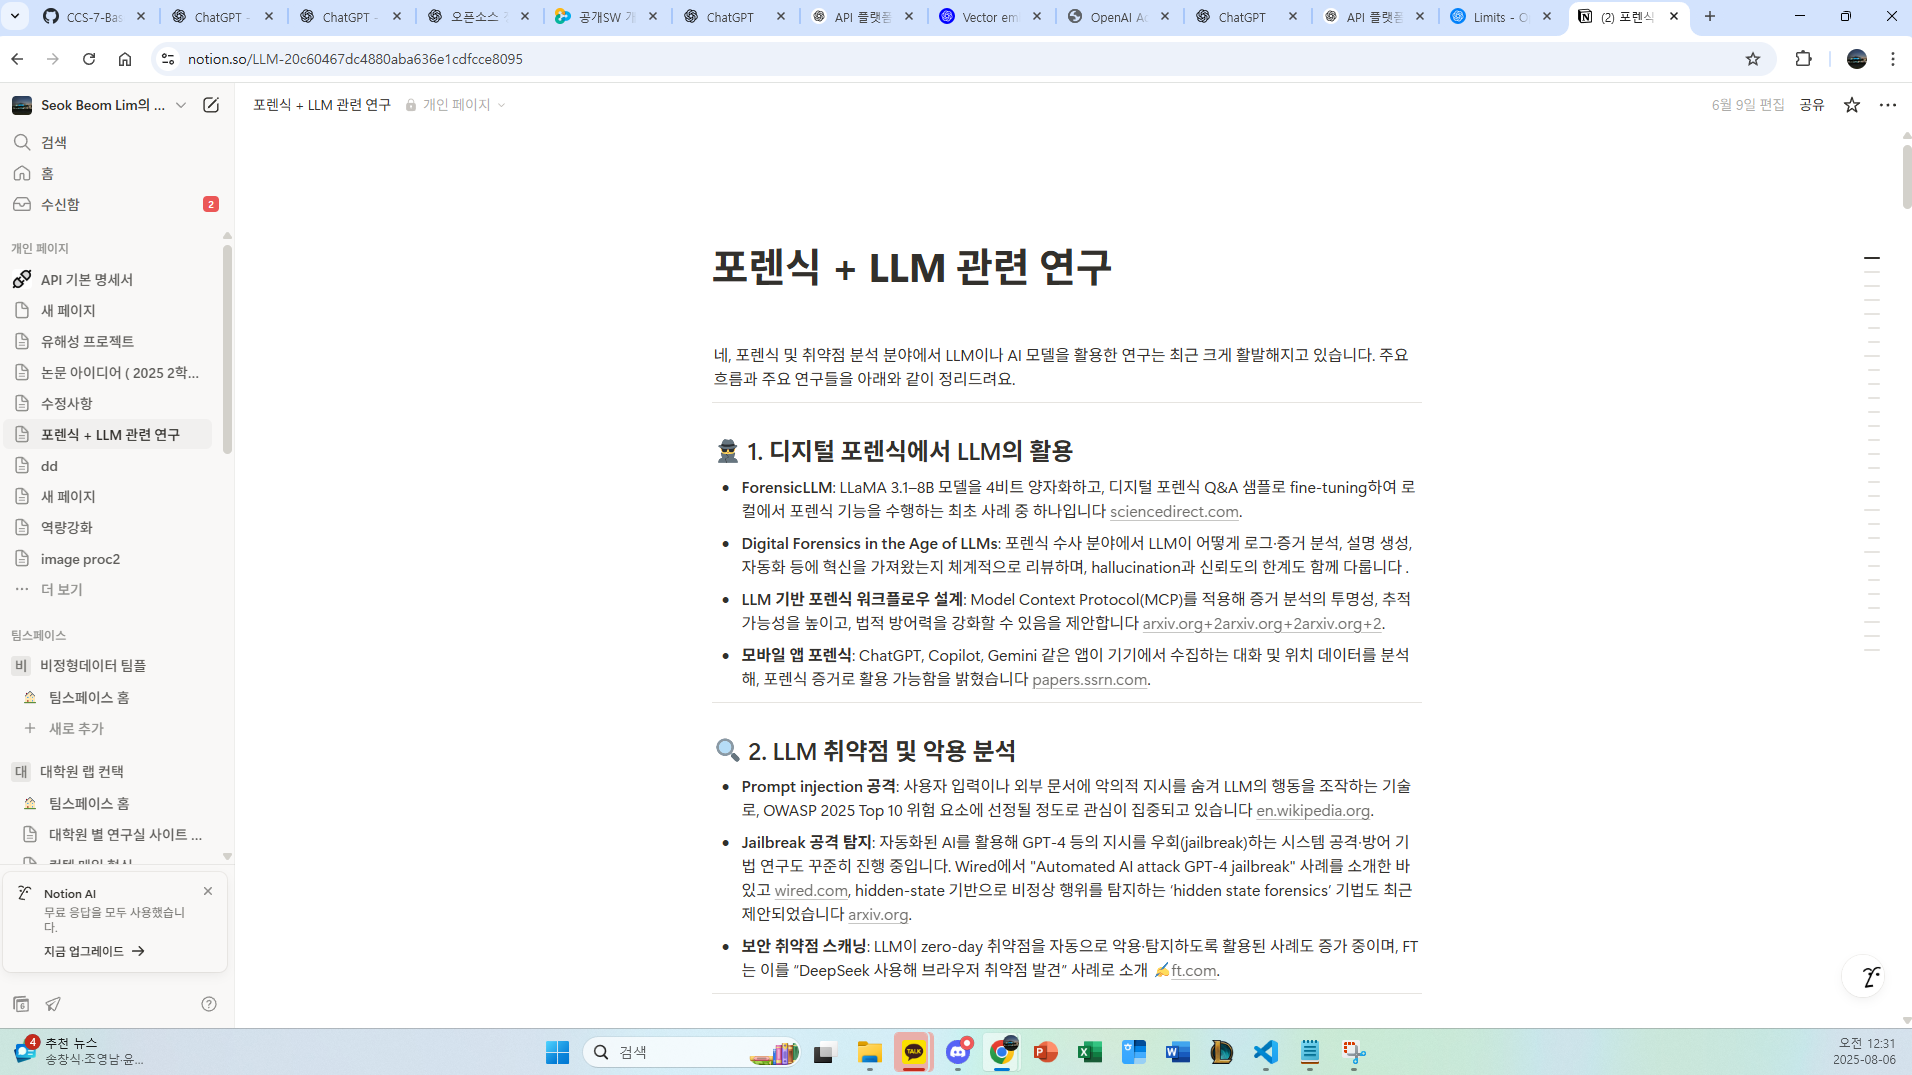 CCS-7-Bas
ChatGPT -
ChatGPT -
오픈소스
공개SW 개
ChatGPT
API 플랫폼
Vector em
OpenAI Ac
ChatGPT
API 플랫폼
Limits - O
(2) 포렌식
notion.so/LLM-20c60467dc4880aba636e1cdfcce8095
Seok Beom Lim의 ...
포렌식 + LLM 관련 연구
개인 페이지
6월 9일 편집
공유
검색
홈
수신함
2
개인 페이지
API 기본 명세서
새 페이지
유해성 프로젝트
논문 아이디어 ( 2025 2학...
수정사항
포렌식 + LLM 관련 연구
dd
새 페이지
역량강화
image proc2
더 보기
팀스페이스
비 비정형데이터 팀플
팀스페이스 홈
새로 추가
대 대학원 랩 컨택
팀스페이스 홈
대학원 별 연구실 사이트 ...
Notion AI
무료 응답을 모두 사용했습니
다.
지금 업그레이드 →
포렌식 + LLM 관련 연구
네, 포렌식 및 취약점 분석 분야에서 LLM이나 AI 모델을 활용한 연구는 최근 크게 활발해지고 있습니다. 주요
흐름과 주요 연구들을 아래와 같이 정리드려요.
1. 디지털 포렌식에서 LLM의 활용
• ForensicLLM: LLaMA 3.1–8B 모델을 4비트 양자화하고, 디지털 포렌식 Q&A 샘플로 fine-tuning하여 로
컬에서 포렌식 기능을 수행하는 최초 사례 중 하나입니다 sciencedirect.com.
• Digital Forensics in the Age of LLMs: 포렌식 수사 분야에서 LLM이 어떻게 로그·증거 분석, 설명 생성,
자동화 등에 혁신을 가져왔는지 체계적으로 리뷰하며, hallucination과 신뢰도의 한계도 함께 다룹니다 .
• LLM 기반 포렌식 워크플로우 설계: Model Context Protocol(MCP)를 적용해 증거 분석의 투명성, 추적
가능성을 높이고, 법적 방어력을 강화할 수 있음을 제안합니다 arxiv.org+2arxiv.org+2arxiv.org+2.
• 모바일 앱 포렌식: ChatGPT, Copilot, Gemini 같은 앱이 기기에서 수집하는 대화 및 위치 데이터를 분석
해, 포렌식 증거로 활용 가능함을 밝혔습니다 papers.ssrn.com.
2. LLM 취약점 및 악용 분석
• Prompt injection 공격: 사용자 입력이나 외부 문서에 악의적 지시를 숨겨 LLM의 행동을 조작하는 기술
로, OWASP 2025 Top 10 위험 요소에 선정될 정도로 관심이 집중되고 있습니다 en.wikipedia.org.
• Jailbreak 공격 탐지: 자동화된 AI를 활용해 GPT-4 등의 지시를 우회(jailbreak)하는 시스템 공격·방어 기
법 연구도 꾸준히 진행 중입니다. Wired에서 "Automated AI attack GPT-4 jailbreak" 사례를 소개한 바
있고 wired.com, hidden-state 기반으로 비정상 행위를 탐지하는 ‘hidden state forensics’ 기법도 최근
제안되었습니다 arxiv.org.
• 보안 취약점 스캐닝: LLM이 zero-day 취약점을 자동으로 악용·탐지하도록 활용된 사례도 증가 중이며, FT
는 이를 “DeepSeek 사용해 브라우저 취약점 발견” 사례로 소개 ✍️ft.com.
4
추천 뉴스
송창식·조영남·윤...
검색
TALK
오전 12:31
2025-08-06